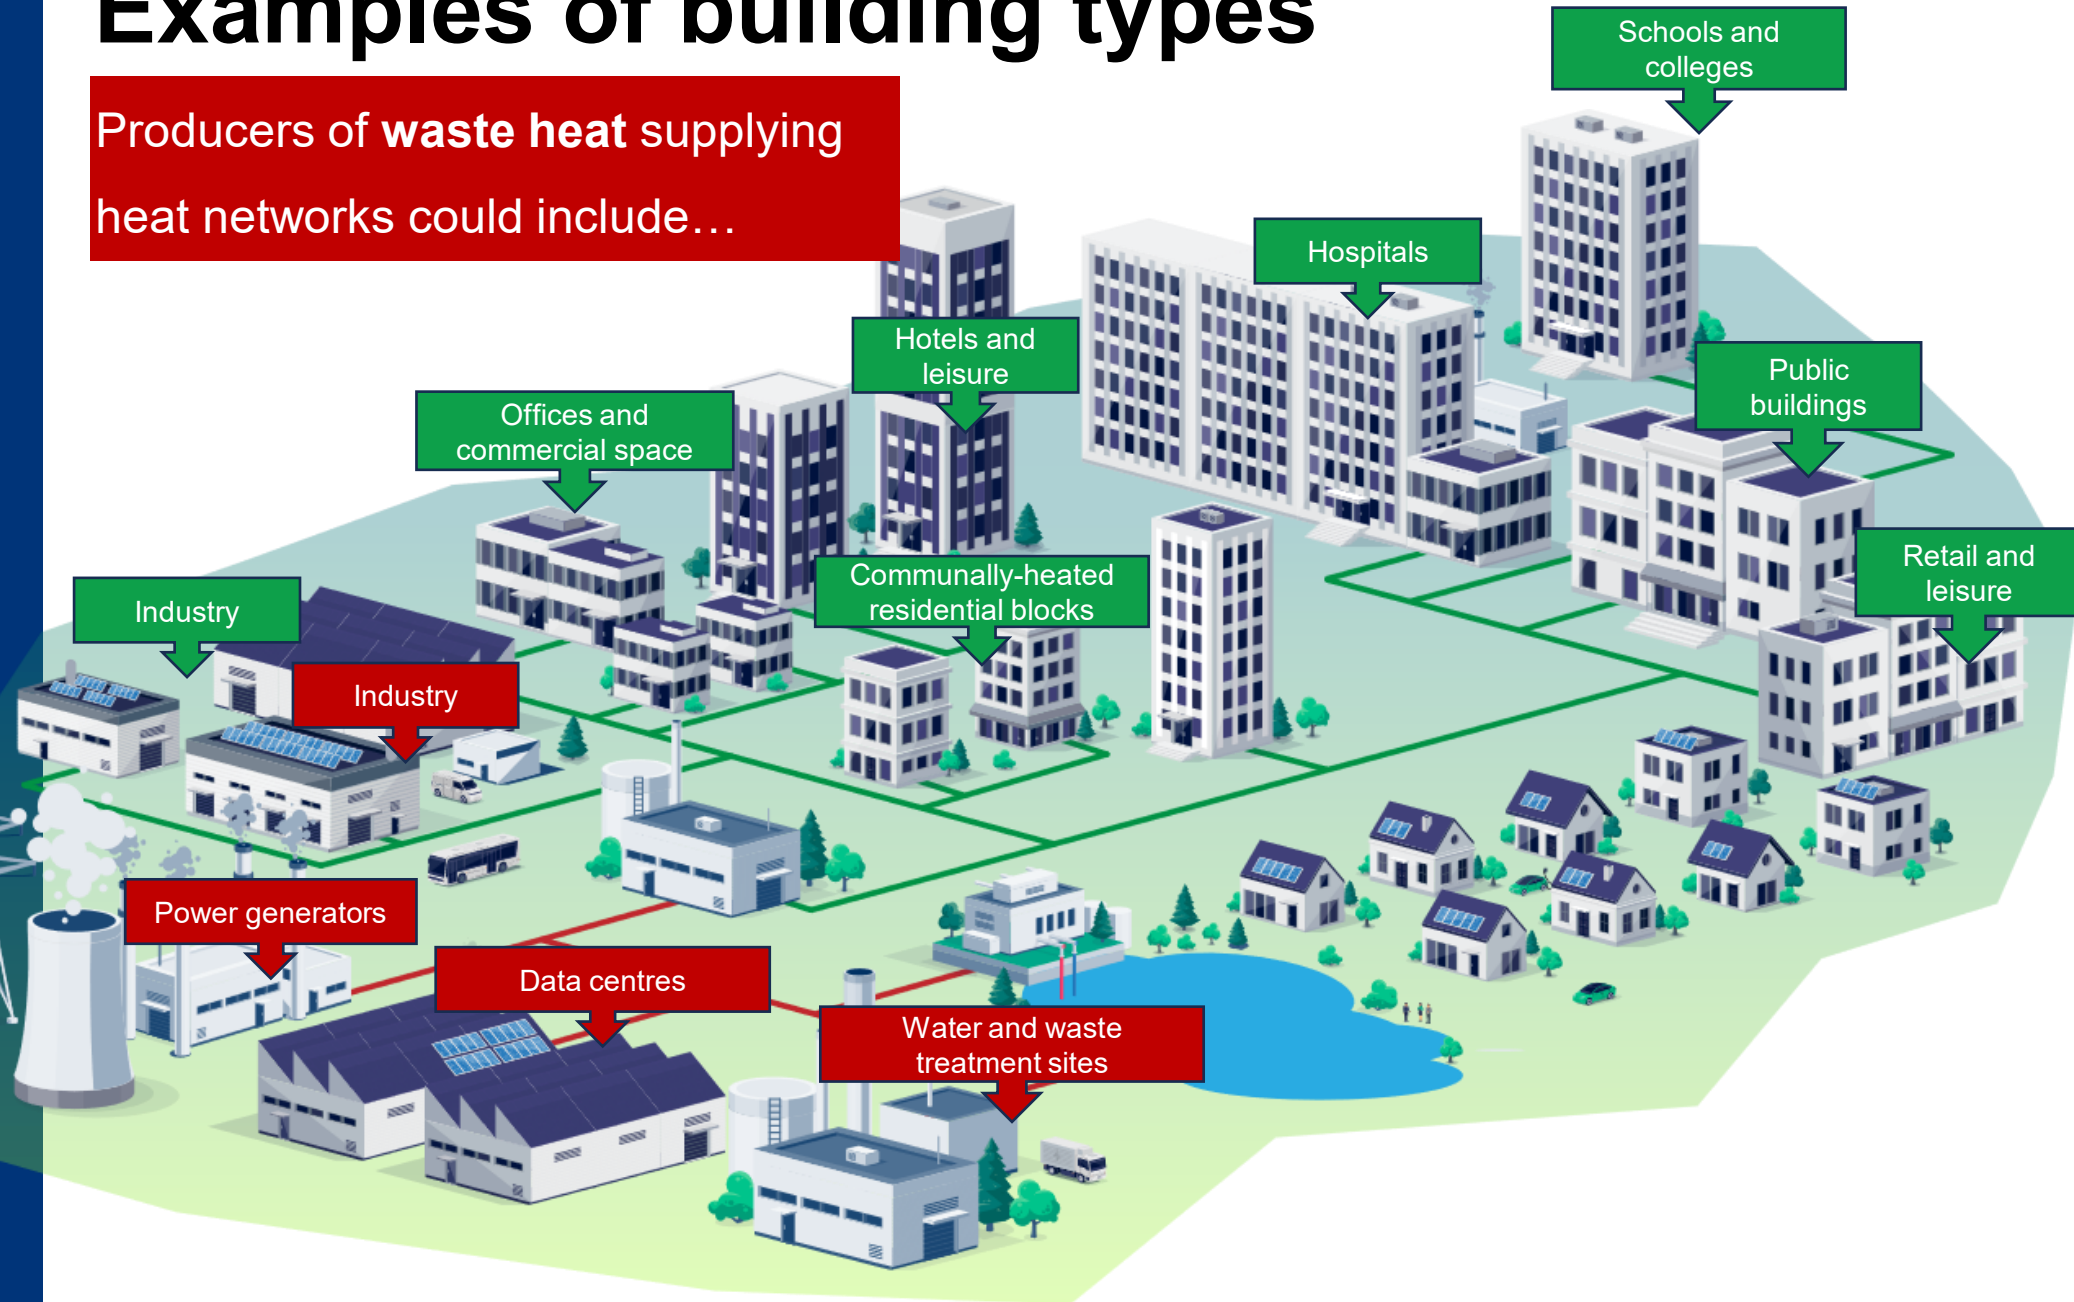 Examples of building types
Producers of waste heat supplying
heat networks could include…
Schools and
colleges
Hospitals
Hotels and
leisure
Public
buildings
Offices and
commercial space
Retail and
leisure
Communally-heated
residential blocks
Industry
Industry
Power generators
Data centres
Water and waste
treatment sites